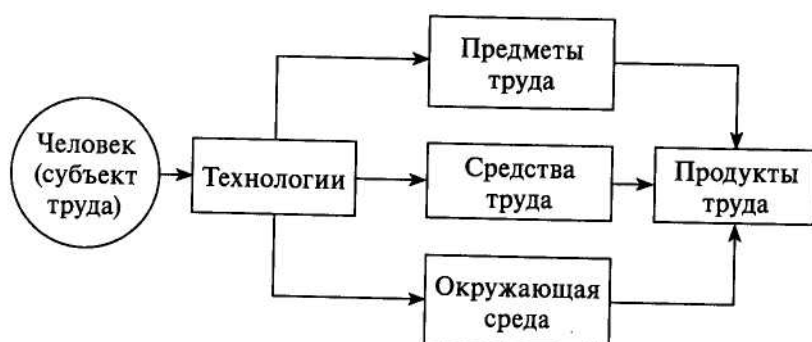 Человек
(субъект
труда)
Технологии
Предметы
труда
Средства
труда
Окружающая
среда
Продукты
труда